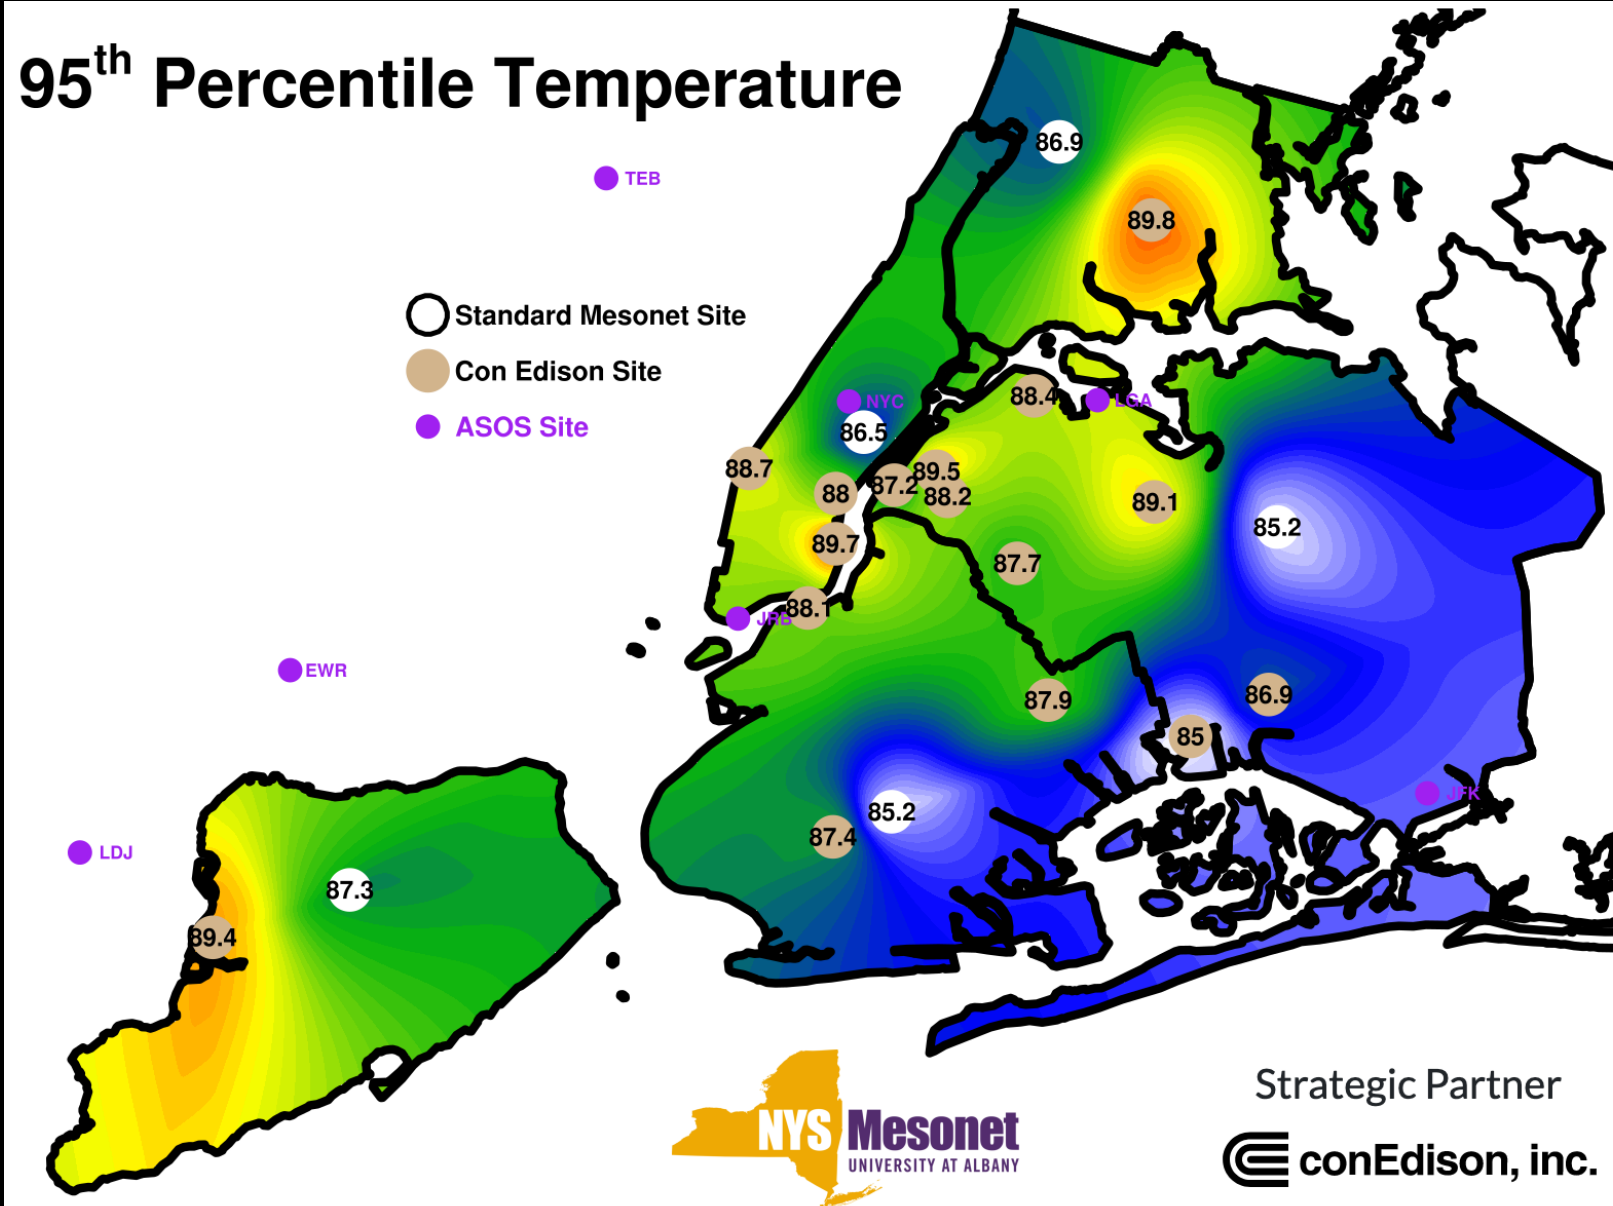 95th Percentile Temperature
86.9
TEB
89.8
Standard Mesonet Site
Con Edison Site
ASOS Site
NYC
88.4
LGA
86.5
88.7
88
87.2
89.5
88.2
89.1
85.2
89.7
87.7
88.1
JRB
EWR
87.9
86.9
85
JFK
85.2
87.4
LDJ
87.3
89.4
NYS Mesonet
UNIVERSITY AT ALBANY
Strategic Partner
conEdison, inc.